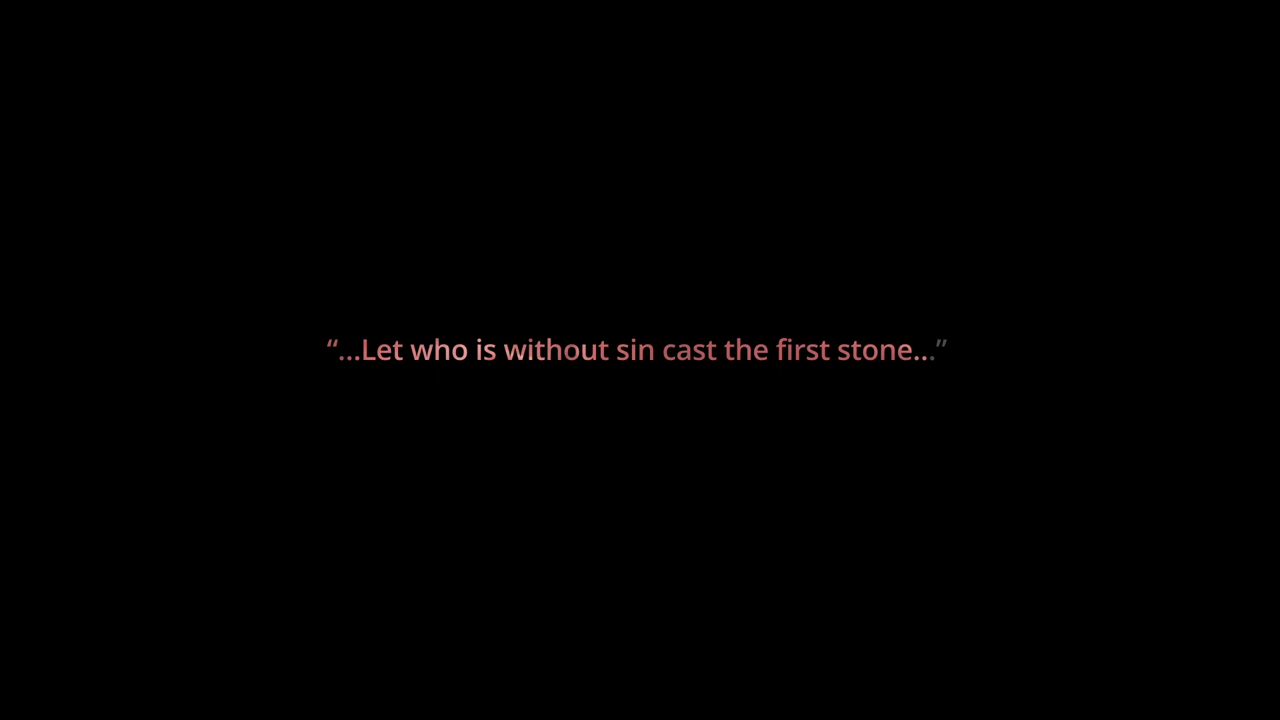 “...Let who is without sin cast the first stone...”